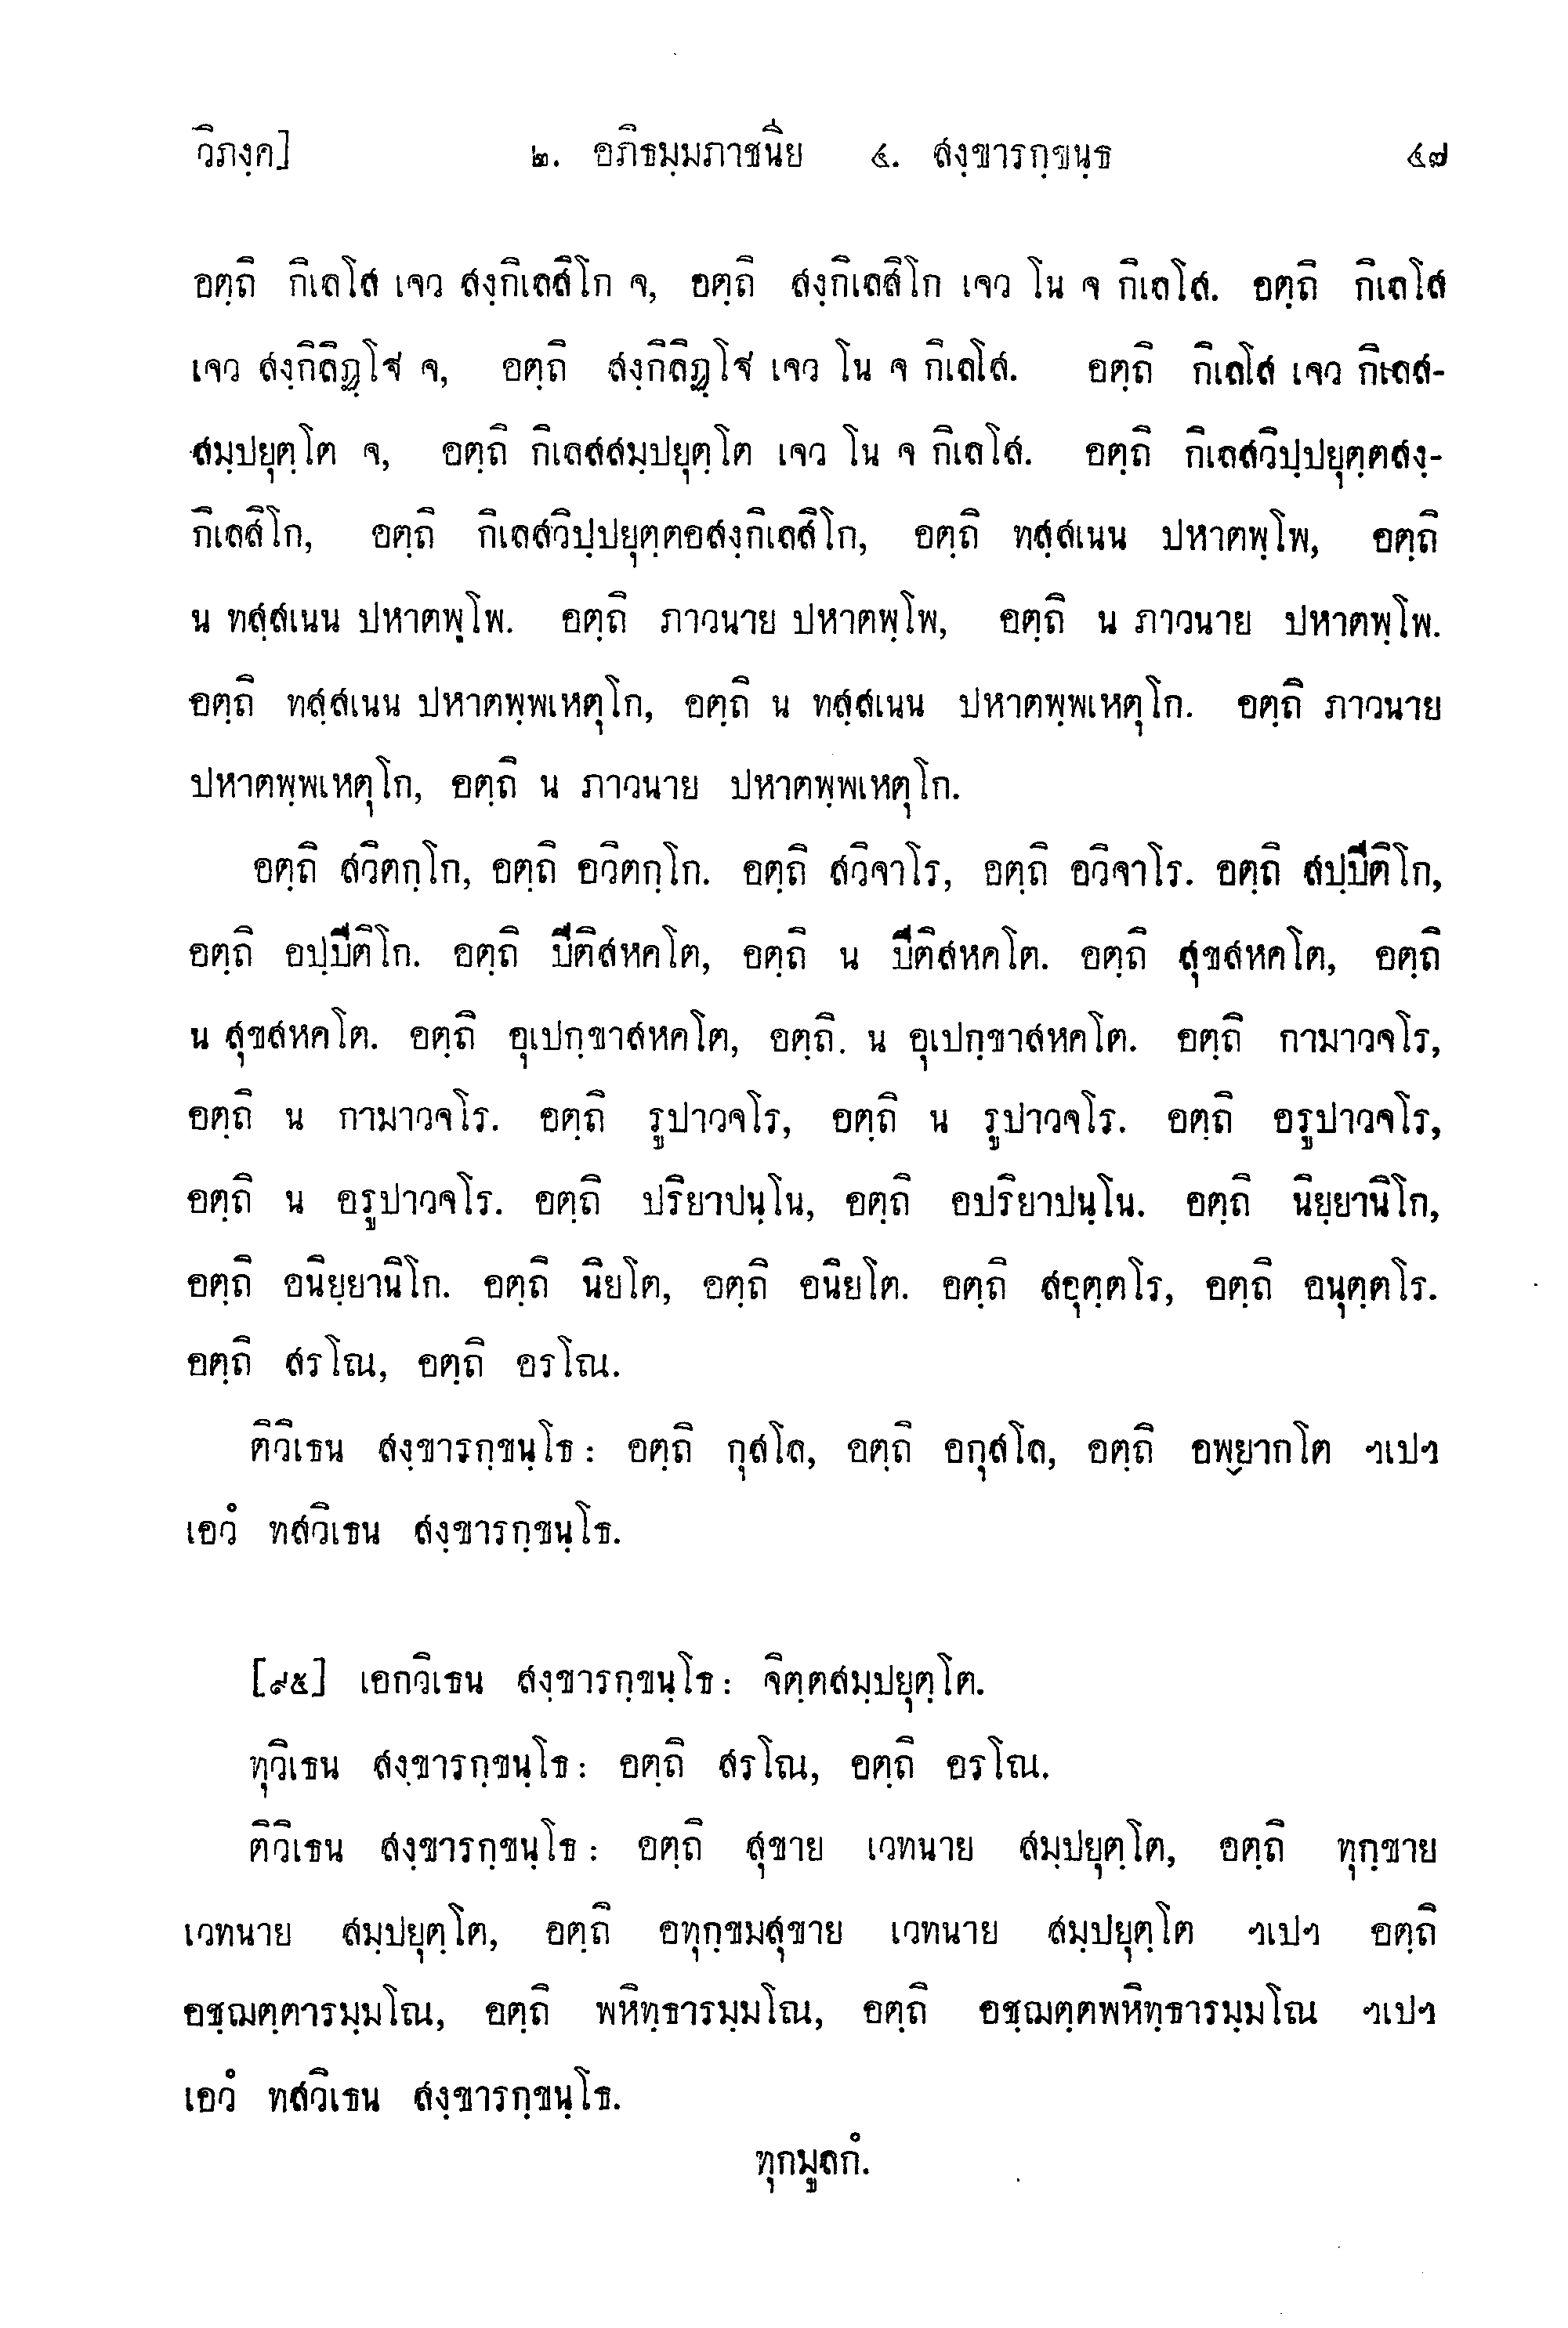 วิภงฺค]	๒. อภิธมฺมภาชนีย ๔. สงฺขารกฺขนฺธ	๔๗
อตฺถิ กิเลโส เจว สงฺกิเลสิโก จ, อตฺถิ สงฺกิเลสิโก เจว โน จ กิเลโส. อตฺถิ กิเลโส
เจว สงฺกิลิฏฺโฐ จ, อตฺถิ สงฺกิลิฏฺโฐ เจว โน จ กิเลโส. อตฺถิ กิเลโส เจว กิเลส-
สมฺปยุตฺโต จ, อตฺถิ กิเลสสมฺปยุตฺโต เจว โน จ กิเลโส. อตฺถิ กิเลสวิปฺปยุตฺตสงฺ-
กิเลสิโก, อตฺถิ กิเลสวิปฺปยุตฺตอสงฺกิเลสิโก, อตฺถิ ทสฺสเนน ปหาตพฺโพ, อตฺถิ
น ทสฺสเนน ปหาตพฺโพ. อตฺถิ ภาวนาย ปหาตพฺโพ, อตฺถิ น ภาวนาย ปหาตพฺโพ.
อตฺถิ ทสฺสเนน ปหาตพฺพเหตุโก, อตฺถิ น ทสฺสเนน ปหาตพฺพเหตุโก. อตฺถิ ภาวนาย
ปหาตพฺพเหตุโก, อตฺถิ น ภาวนาย ปหาตพฺพเหตุโก.
อตฺถิ สวิตกฺโก, อตฺถิ อวิตกฺโก. อตฺถิ สวิจาโร, อตฺถิ อวิจาโร. อตฺถิ สปฺปีติโก,
อตฺถิ อปฺปีติโก. อตฺถิ ปีติสหคโต, อตฺถิ น ปีติสหคโต. อตฺถิ สุขสหคโต, อตฺถิ
น สุขสหคโต. อตฺถิ อุเปกฺขาสหคโต, อตฺถิ. น อุเปกฺขาสหคโต. อตฺถิ กามาวจโร,
อตฺถิ น กามาวจโร. อตฺถิ รูปาวจโร, อตฺถิ น รูปาวจโร. อตฺถิ อรูปาวจโร,
อตฺถิ น อรูปาวจโร. อตฺถิ ปริยาปนฺโน, อตฺถิ อปริยาปนฺโน. อตฺถิ นิยฺยานิโก,
อตฺถิ อนิยฺยานิโก. อตฺถิ นิยโต, อตฺถิ อนิยโต. อตฺถิ สอุตฺตโร, อตฺถิ อนุตฺตโร.
อตฺถิ สรโณ, อตฺถิ อรโณ.
ติวิเธน สงฺขารกฺขนฺโธ : อตฺถิ กุสโล, อตฺถิ อกุสโล, อตฺถิ อพฺยากโต ฯเปฯ
เอวํ ทสวิเธน สงฺขารกฺขนฺโธ.
[๙๕] เอกวิเธน สงฺขารกฺขนฺโธ : จิตฺตสมฺปยุตฺโต.
ทุวิเธน สงฺขารกฺขนฺโธ : อตฺถิ สรโณ, อตฺถิ อรโณ.
ติวิเธน สงฺขารกฺขนฺโธ : อตฺถิ สุขาย เวทนาย สมฺปยุตฺโต, อตฺถิ ทุกฺขาย
เวทนาย สมฺปยุตฺโต, อตฺถิ อทุกฺขมสุขาย เวทนาย สมฺปยุตฺโต ฯเปฯ อตฺถิ
อชฺฌตฺตารมฺมโณ, อตฺถิ พหิทฺธารมฺมโณ, อตฺถิ อชฺฌตฺตพหิทฺธารมฺมโณ ฯเปฯ
เอวํ ทสวิเธน สงฺขารกฺขนฺโธ.
ทุกมูลกํ.